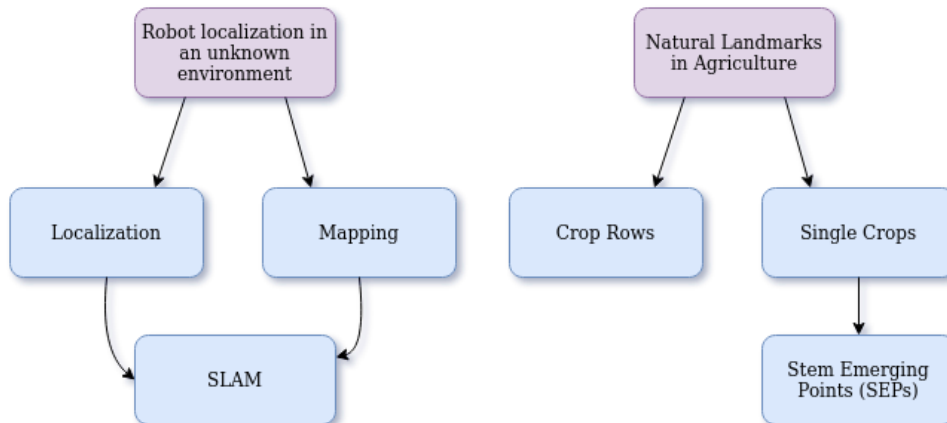 Robot localization in
an unknown
environment
Natural Landmarks
in Agriculture
Localization
Mapping
Crop Rows
Single Crops
SLAM
Stem Emerging
Points (SEPs)